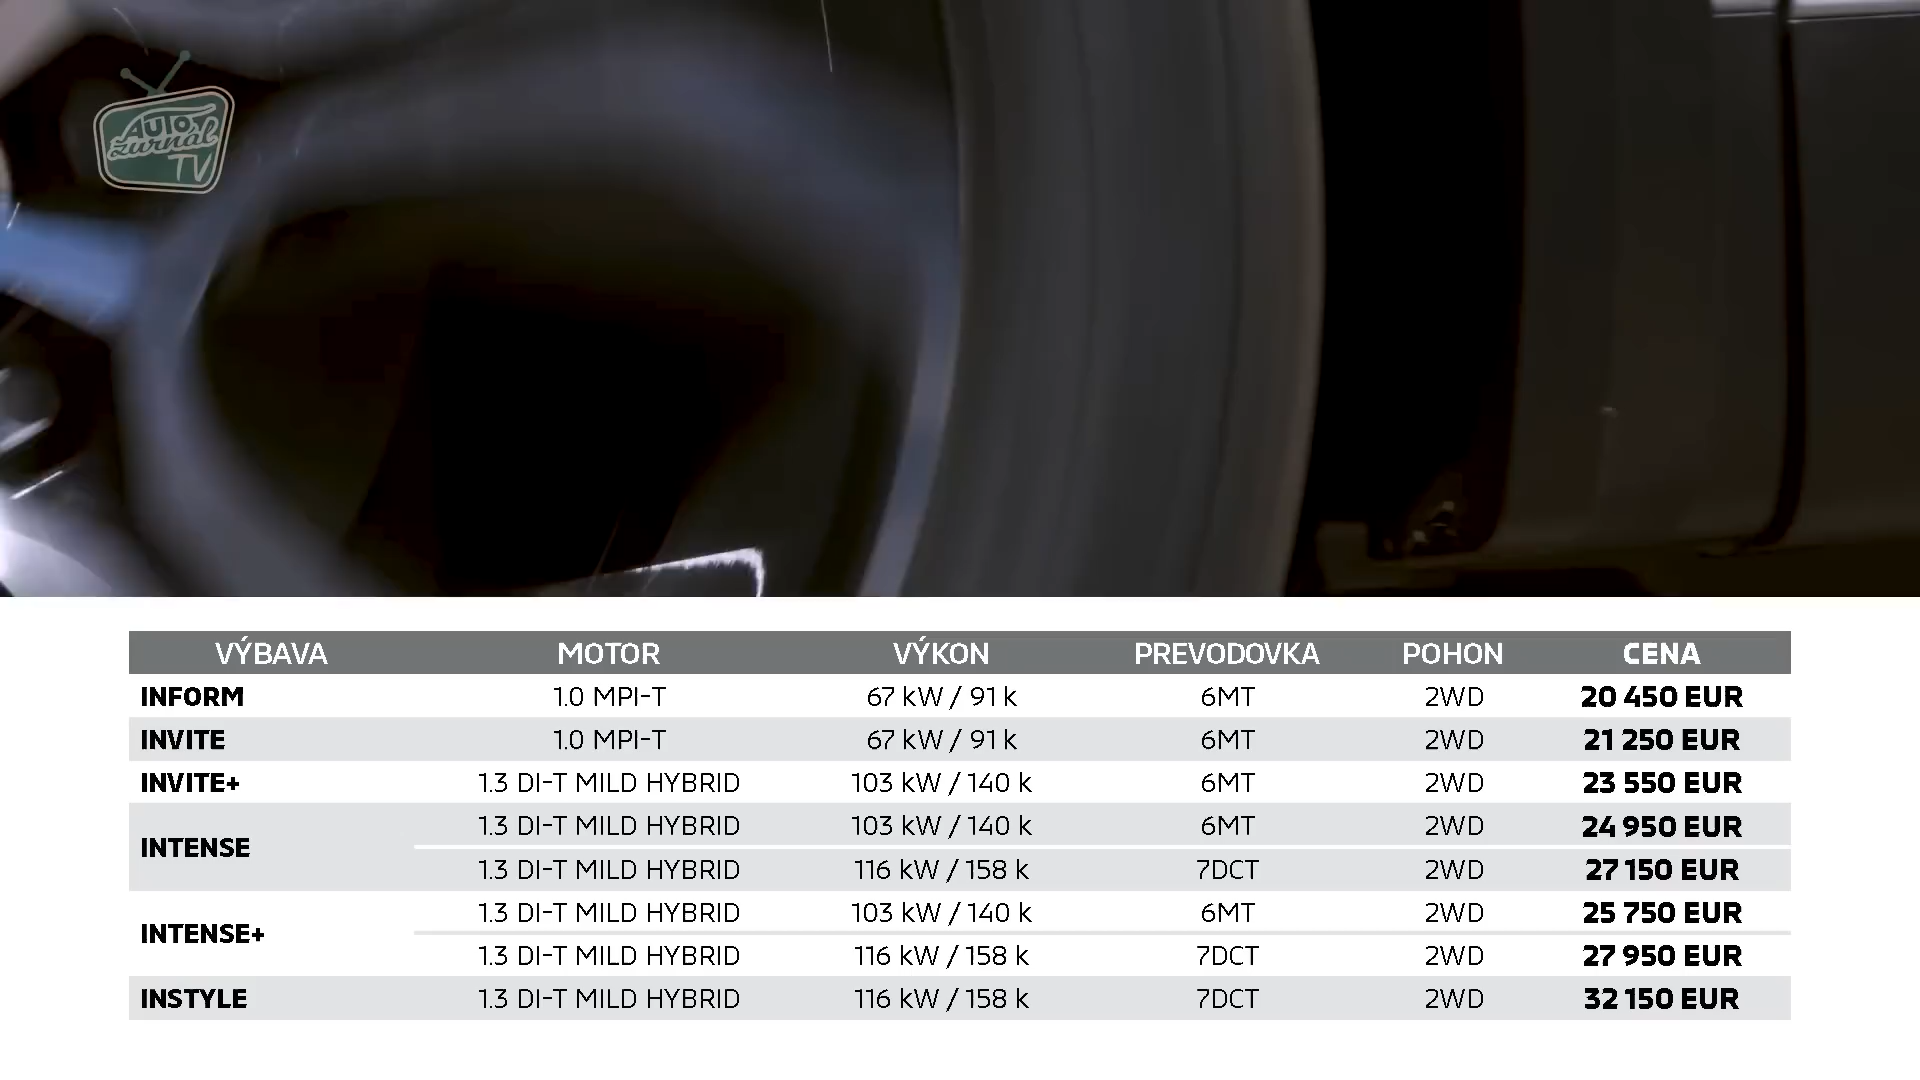 AUTO
žurnál
TV
VÝBAVA MOTOR VÝKON PREVODOVKA POHON CENA
INFORM 1.0 MPI-T 67 kW / 91 k 6MT 2WD 20 450 EUR
INVITE 1.0 MPI-T 67 kW / 91 k 6MT 2WD 21 250 EUR
INVITE+ 1.3 DI-T MILD HYBRID 103 kW / 140 k 6MT 2WD 23 550 EUR
INTENSE 1.3 DI-T MILD HYBRID 103 kW / 140 k 6MT 2WD 24 950 EUR
1.3 DI-T MILD HYBRID 116 kW / 158 k 7DCT 2WD 27 150 EUR
INTENSE+ 1.3 DI-T MILD HYBRID 103 kW / 140 k 6MT 2WD 25 750 EUR
1.3 DI-T MILD HYBRID 116 kW / 158 k 7DCT 2WD 27 950 EUR
INSTYLE 1.3 DI-T MILD HYBRID 116 kW / 158 k 7DCT 2WD 32 150 EUR